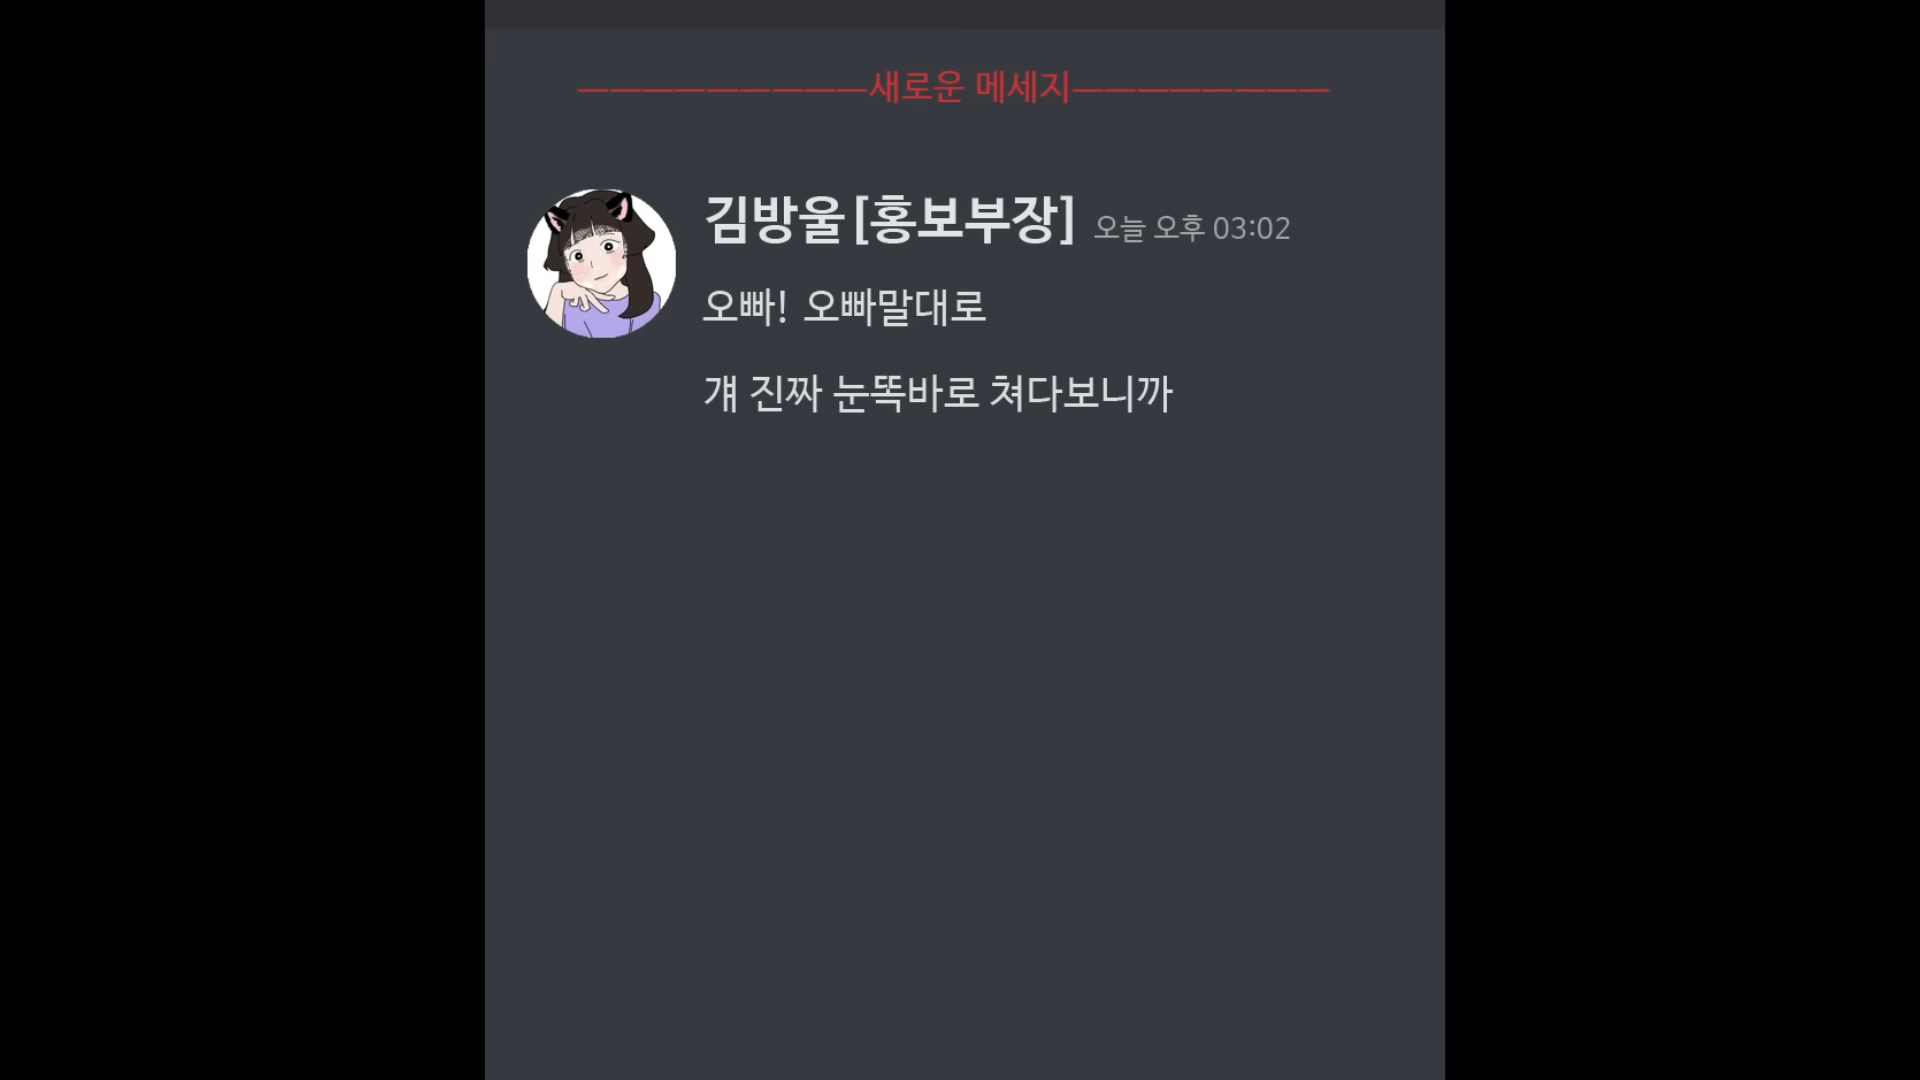 —————————새로운 메세지————————
김방울[홍보부장] 오늘 오후 03:02
오빠! 오빠말대로
걔 진짜 눈똑바로 쳐다보니까